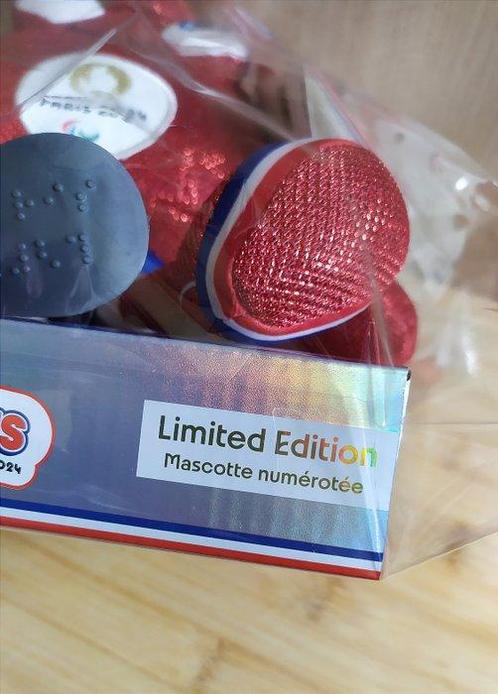 PARIS 2024
Limited Edition
Mascotte numérotée